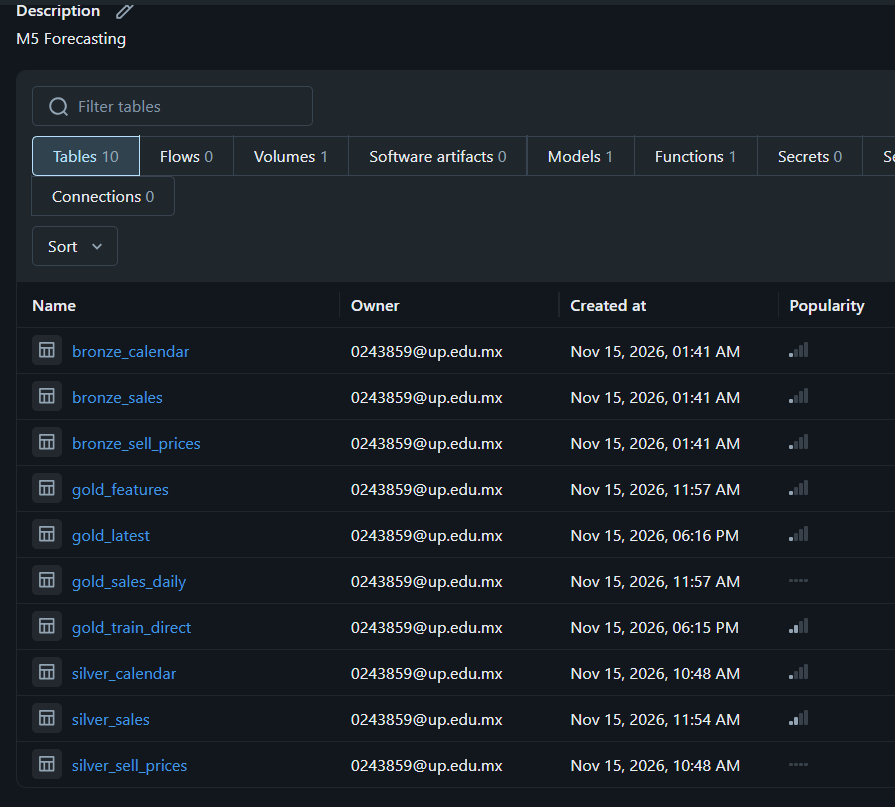 Description
M5 Forecasting
Filter tables
Tables 10 Flows 0 Volumes 1 Software artifacts 0 Models 1 Functions 1 Secrets 0 Se
Connections 0
Sort
Name Owner Created at Popularity
bronze_calendar 0243859@up.edu.mx Nov 15, 2026, 01:41 AM
bronze_sales 0243859@up.edu.mx Nov 15, 2026, 01:41 AM
bronze_sell_prices 0243859@up.edu.mx Nov 15, 2026, 01:41 AM
gold_features 0243859@up.edu.mx Nov 15, 2026, 11:57 AM
gold_latest 0243859@up.edu.mx Nov 15, 2026, 06:16 PM
gold_sales_daily 0243859@up.edu.mx Nov 15, 2026, 11:57 AM
gold_train_direct 0243859@up.edu.mx Nov 15, 2026, 06:15 PM
silver_calendar 0243859@up.edu.mx Nov 15, 2026, 10:48 AM
silver_sales 0243859@up.edu.mx Nov 15, 2026, 11:54 AM
silver_sell_prices 0243859@up.edu.mx Nov 15, 2026, 10:48 AM